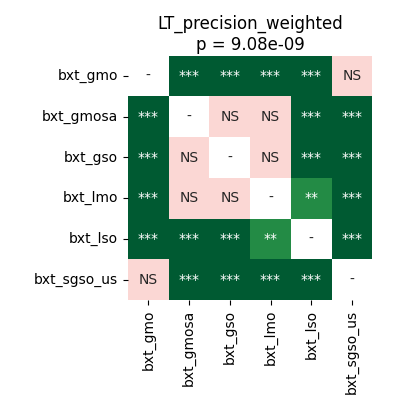 LT_precision_weighted
p = 9.08e-09
bxt_gmo - *** *** *** *** NS
bxt_gmosa *** - NS NS *** ***
bxt_gso *** NS - NS *** ***
bxt_lmo *** NS NS - ** ***
bxt_lso *** *** *** ** - ***
bxt_sgso_us NS *** *** *** *** -
bxt_gmo bxt_gmosa bxt_gso bxt_lmo bxt_lso bxt_sgso_us